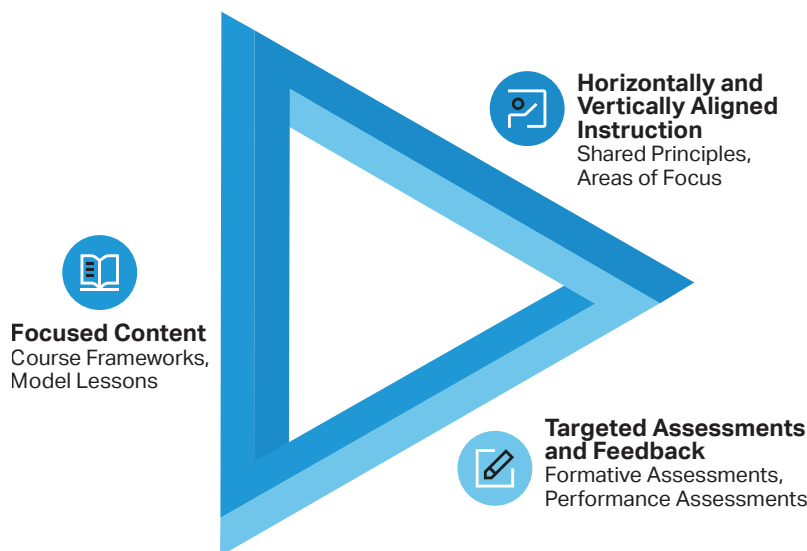 Horizontally and
Vertically Aligned
Instruction
Shared Principles,
Areas of Focus
Focused Content
Course Frameworks,
Model Lessons
Targeted Assessments
and Feedback
Formative Assessments,
Performance Assessments